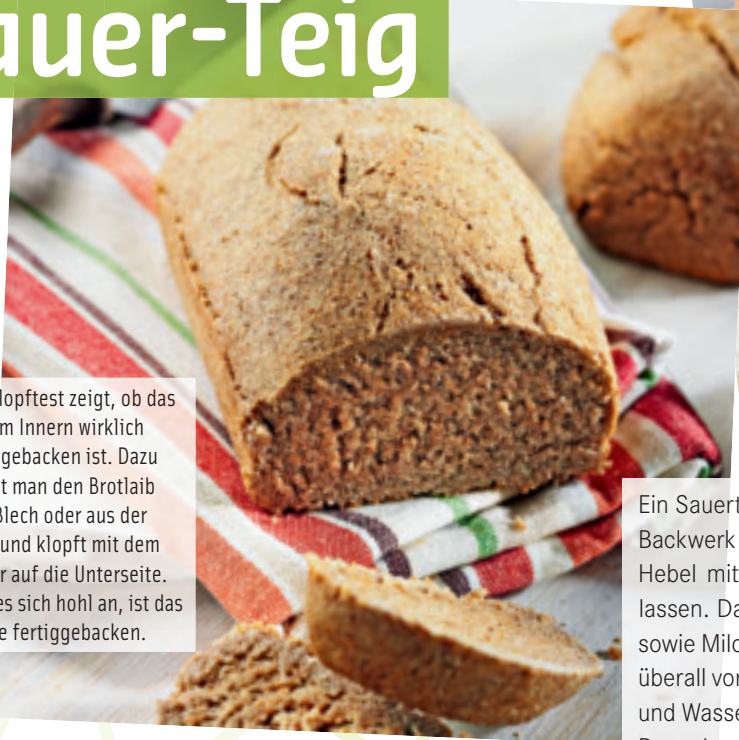 auer-Teig
lopftest zeigt, ob das
m Innern wirklich
gebacken ist. Dazu
t man den Brotlaib
Blech oder aus der
und klopft mit dem
r auf die Unterseite.
es sich hohl an, ist das
e fertiggebacken.
Ein Sauert
Backwerk
Hebel mit
lassen. Da
sowie Milc
überall vor
und Wasse